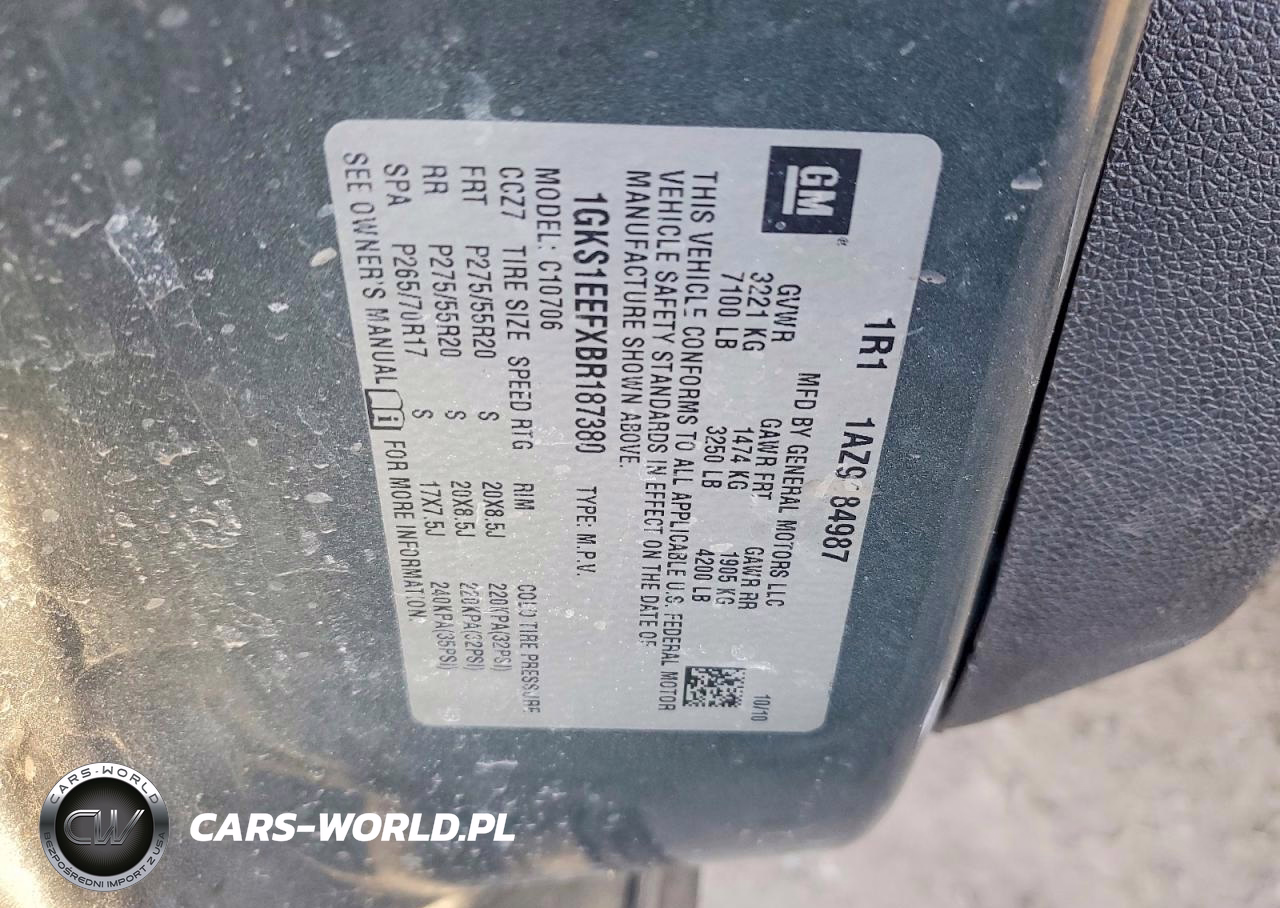 1R1 1AZ9 84987
GM
MFD BY GENERAL MOTORS LLC
10/10
GVWR GAWR FRT GAWR RR
3221 KG 1474 KG 1905 KG
7100 LB 3250 LB 4200 LB
THIS VEHICLE CONFORMS TO ALL APPLICABLE U.S. FEDERAL MOTOR
VEHICLE SAFETY STANDARDS IN EFFECT ON THE DATE OF
MANUFACTURE SHOWN ABOVE.
1GKS1EEFXBR187380 TYPE: M.P.V.
MODEL: C10706
CCZ7 TIRE SIZE SPEED RTG RIM COLD TIRE PRESSURE
FRT P275/55R20 S 20X8.5J 220KPA(32PSI)
RR P275/55R20 S 20X8.5J 220KPA(32PSI)
SPA P265/70R17 S 17X7.5J 240KPA(35PSI)
SEE OWNER'S MANUAL i FOR MORE INFORMATION.
CARS-WORLD
CW
BEZPOŚREDNI IMPORT Z USA
CARS-WORLD.PL